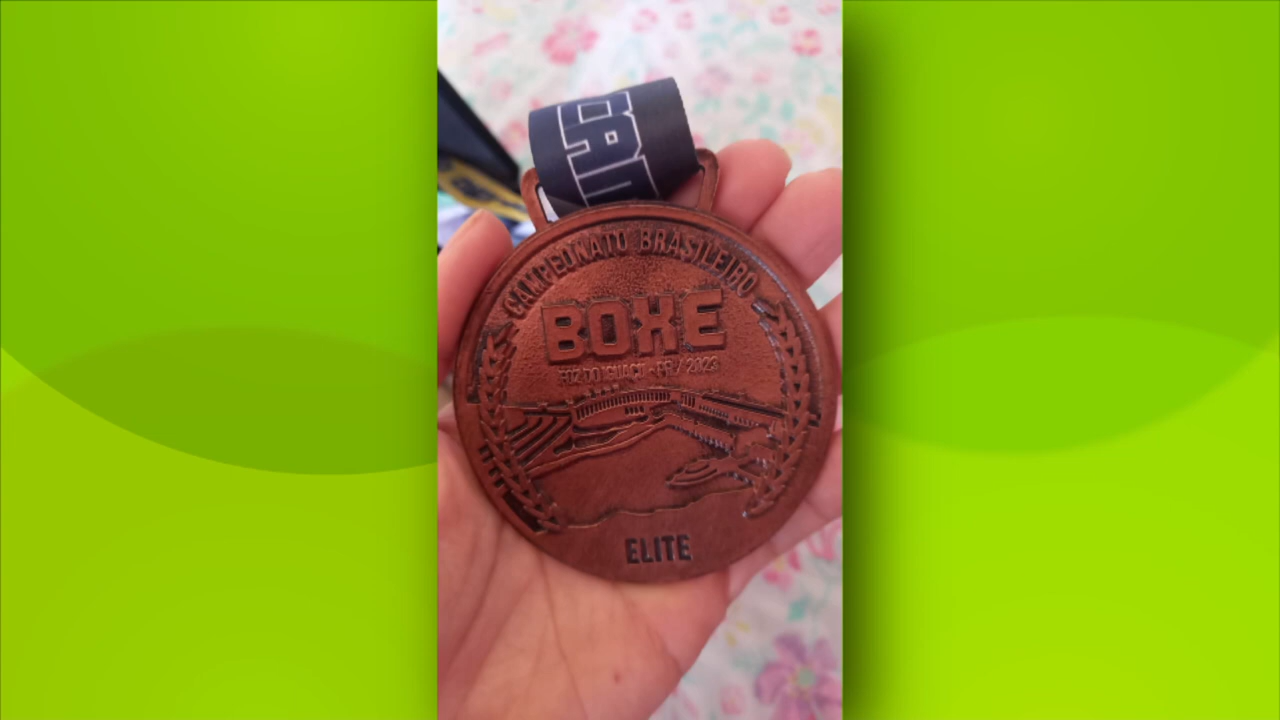 CAMPEONATO BRASILEIRO
BOXE
FOZ DO IGUAÇU - PR / 2023
ELITE